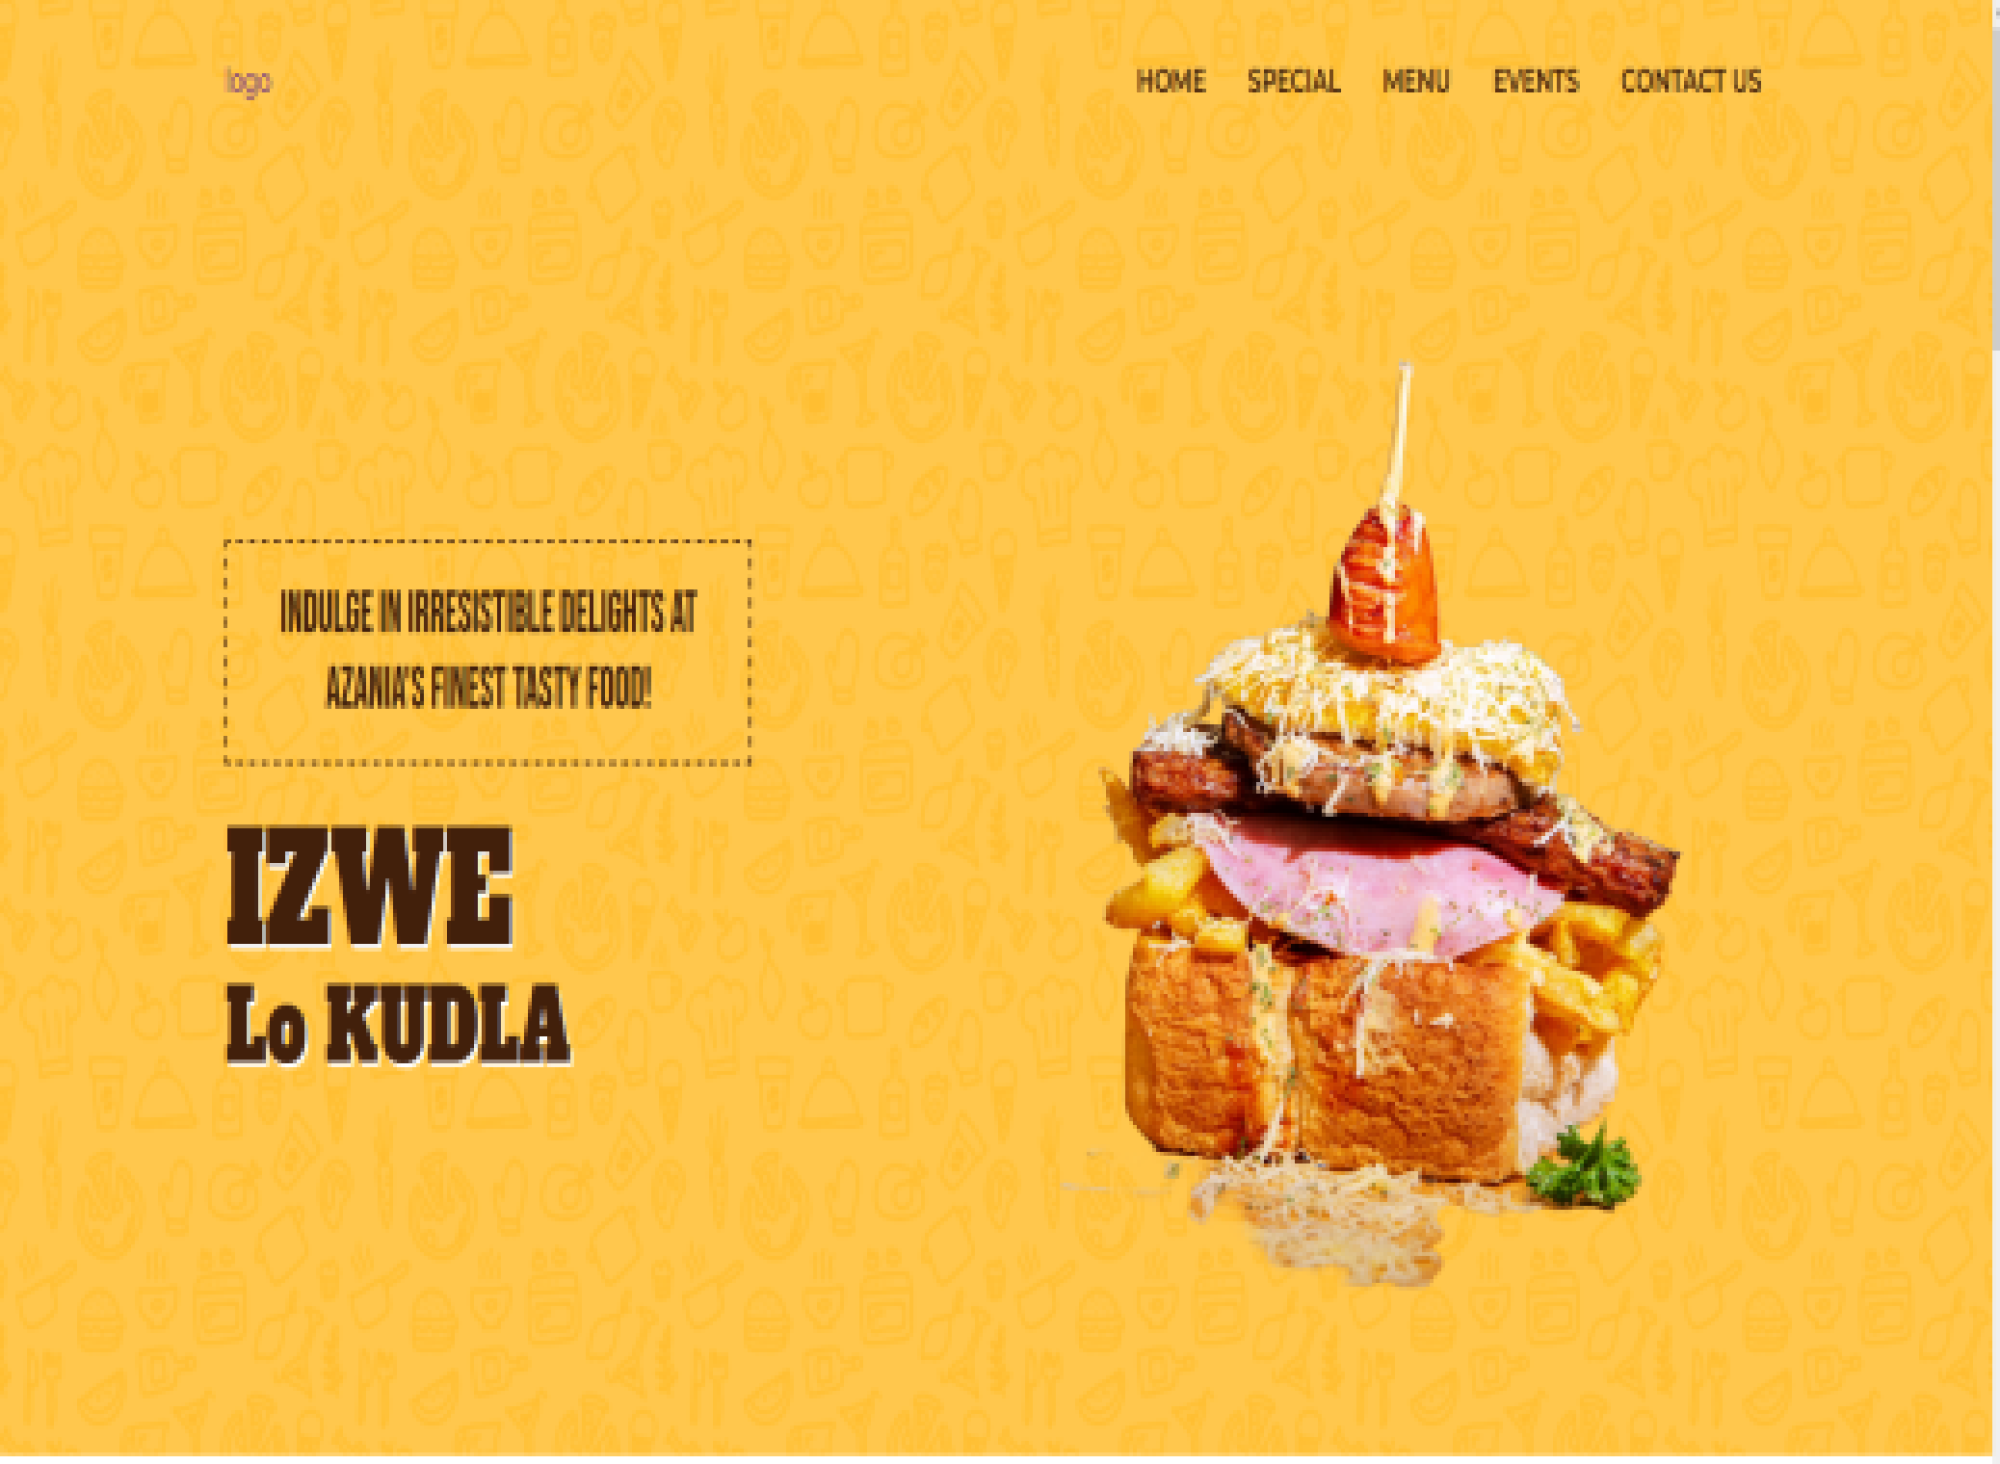 logo
HOME SPECIAL MENU EVENTS CONTACT US
INDULGE IN IRRESISTIBLE DELIGHTS AT
AZANIA'S FINEST TASTY FOOD!
IZWE
Lo KUDLA